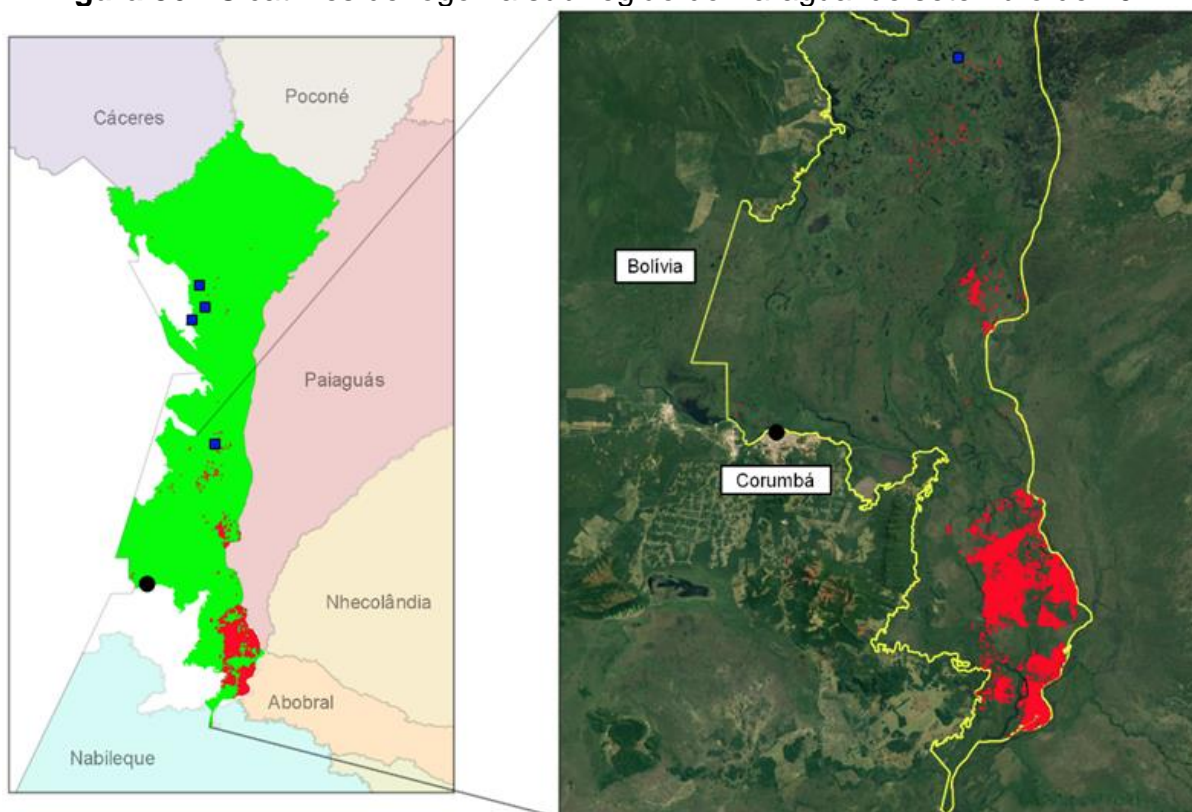 Poconé
Cáceres
Paiaguás
Nhecolândia
Abobral
Nabileque
Bolívia
Corumbá